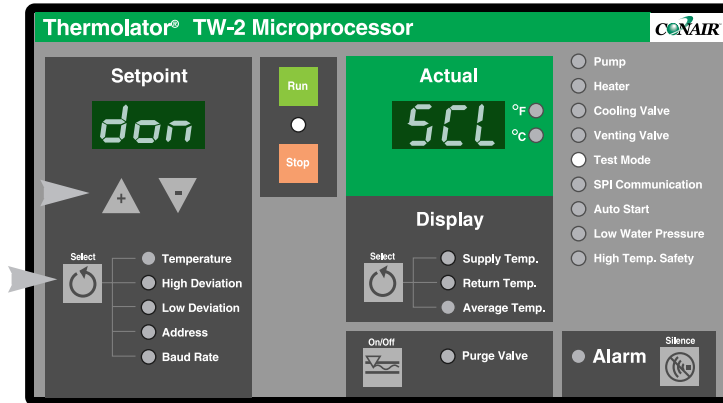 Thermolator® TW-2 Microprocessor
CONAIR
Setpoint
don
+
-
Select
Temperature
High Deviation
Low Deviation
Address
Baud Rate
Run
Stop
Actual
SCL
°F
°C
Display
Select
Supply Temp.
Return Temp.
Average Temp.
On/Off
Purge Valve
Pump
Heater
Cooling Valve
Venting Valve
Test Mode
SPI Communication
Auto Start
Low Water Pressure
High Temp. Safety
Alarm
Silence